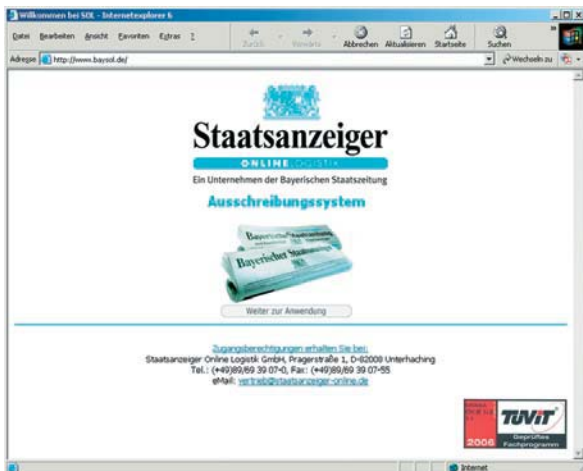 Willkommen bei SOL - Internetexplorer 6
Datei Bearbeiten Ansicht Favoriten Extras ?
Zurück Vorwärts Abbrechen Aktualisieren Startseite Suchen
Adresse http://www.baysol.de/ Wechseln zu
Staatsanzeiger
ONLINELOGISTIK
Ein Unternehmen der Bayerischen Staatszeitung
Ausschreibungssystem
Bayerische Staatszeitung
Bayerischer Staatsanzeiger
Weiter zur Anwendung
Zugangsberechtigungen erhalten Sie bei:
Staatsanzeiger Online Logistik GmbH, Pragerstraße 1, D-82008 Unterhaching
Tel.: (+49)89/69 39 07-0, Fax: (+49)89/69 39 07-55
eMail: vertrieb@staatsanzeiger-online.de
TÜViT
2006
Geprüftes
Fachprogramm
Internet